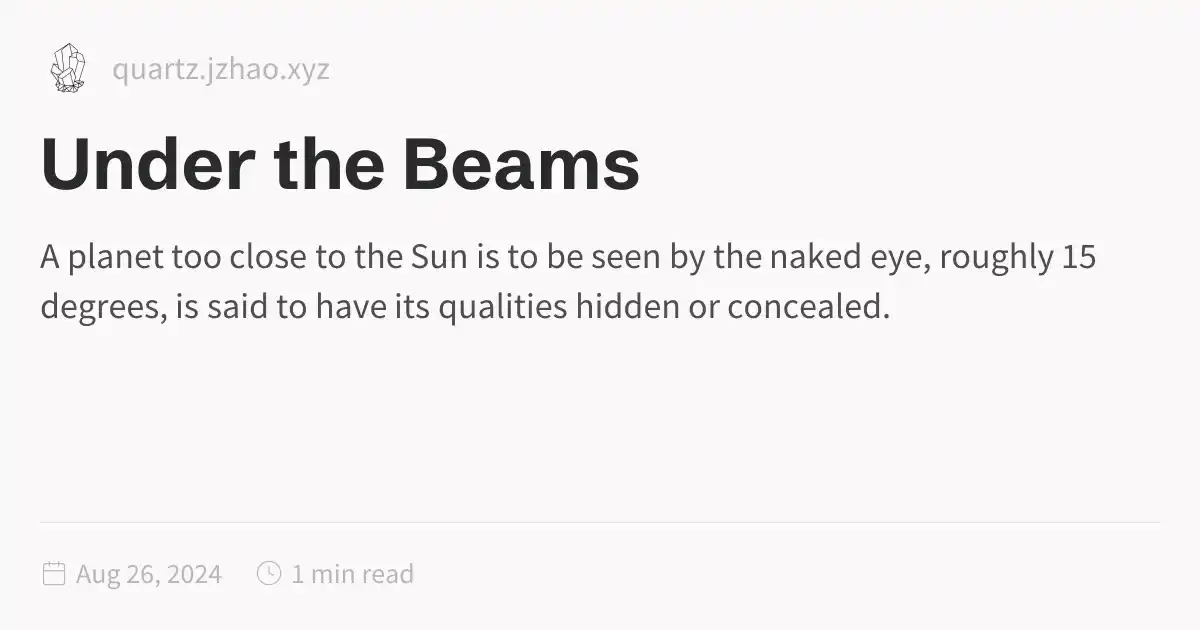 quartz.jzhao.xyz
Under the Beams
A planet too close to the Sun is to be seen by the naked eye, roughly 15
degrees, is said to have its qualities hidden or concealed.
Aug 26, 2024 1 min read